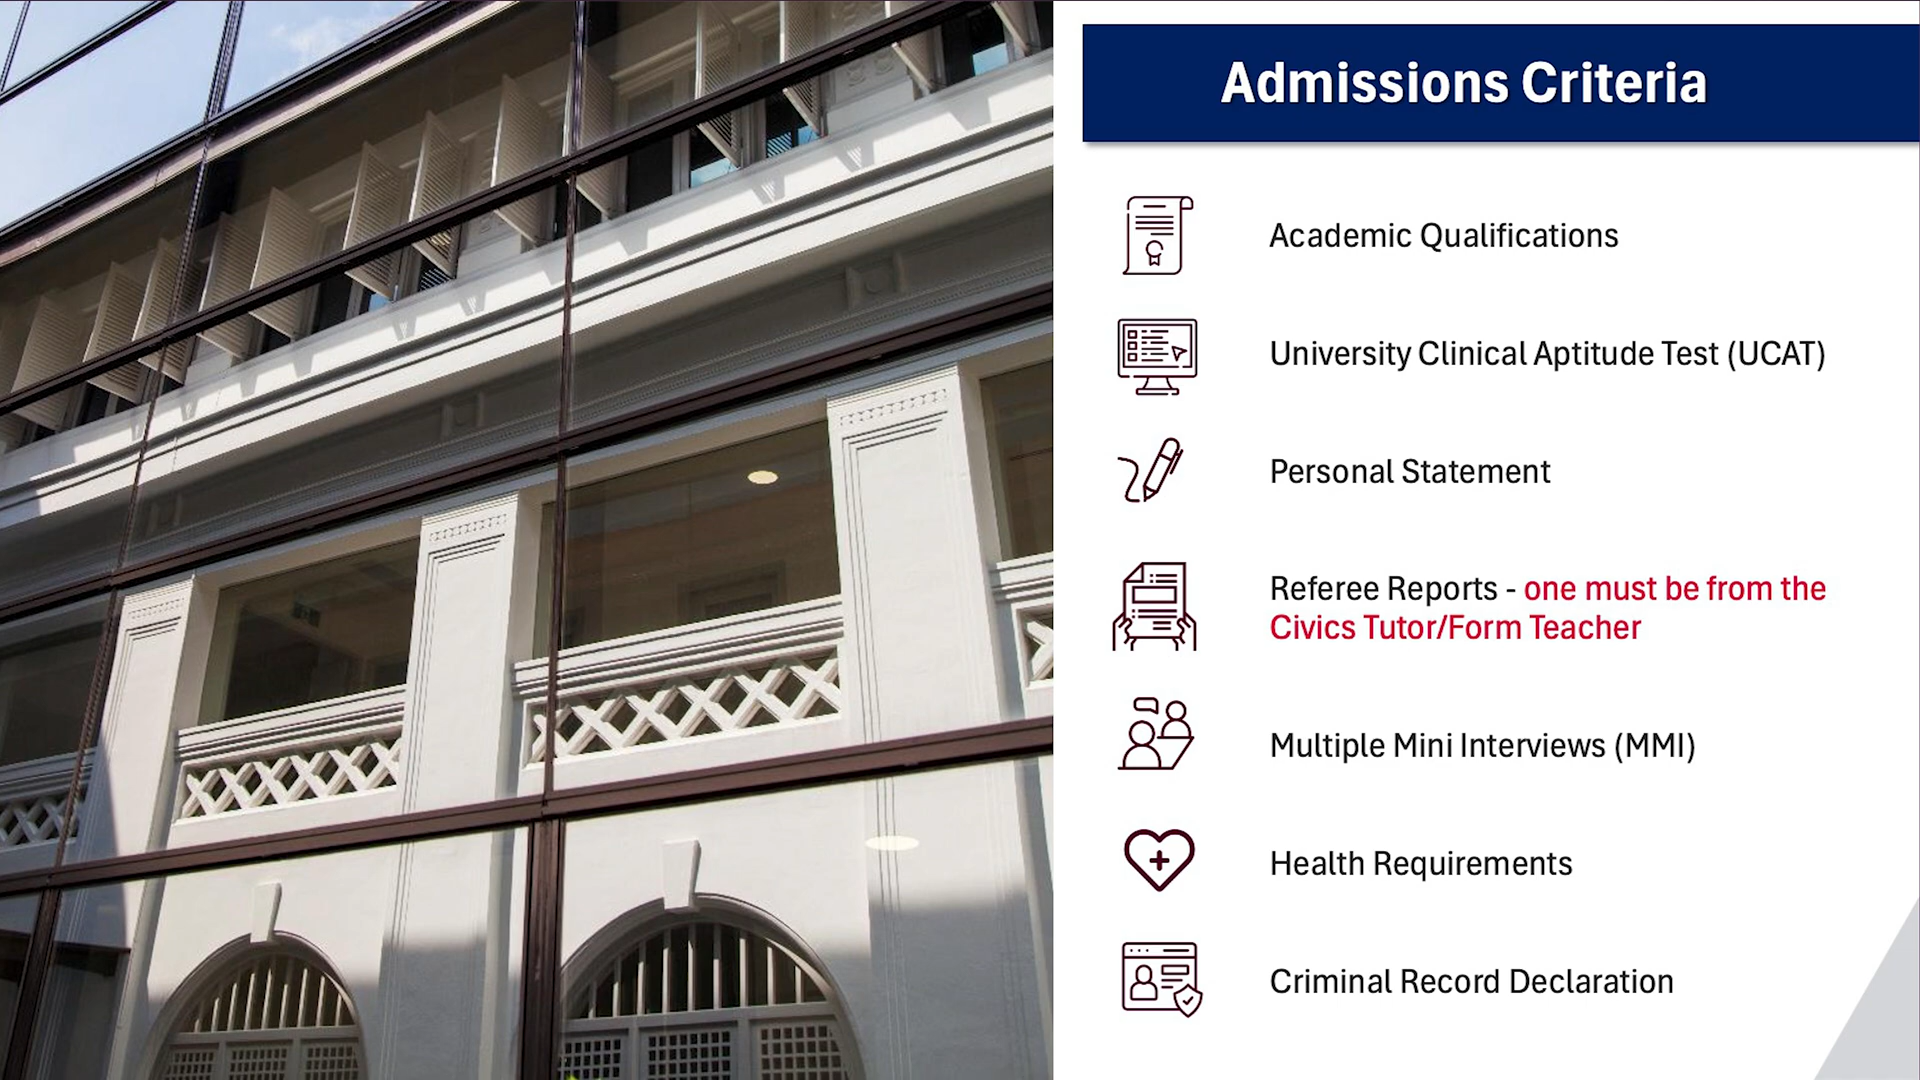 Admissions Criteria
Academic Qualifications
University Clinical Aptitude Test (UCAT)
Personal Statement
Referee Reports - one must be from the
Civics Tutor/Form Teacher
Multiple Mini Interviews (MMI)
Health Requirements
Criminal Record Declaration